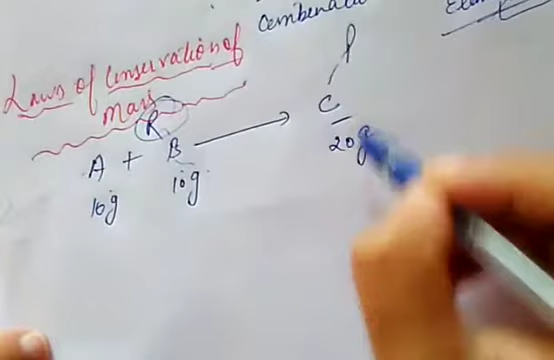 Combinatio
Laws of Conservation of
Mass
R
P
A + B ⟶ C
10g 10g 20g